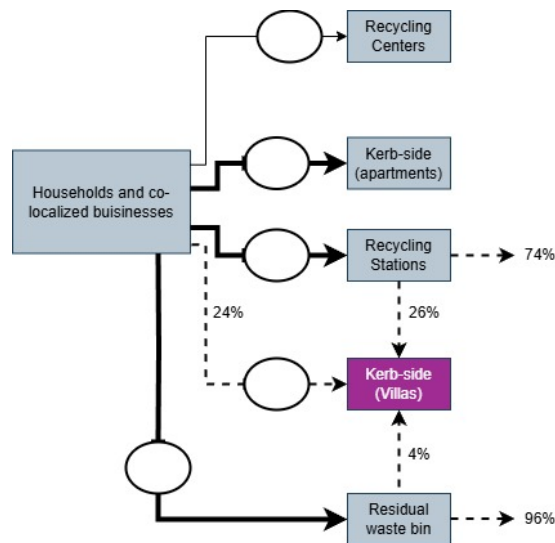 Recycling
Centers
Kerb-side
(apartments)
Households and co-
localized buisinesses
Recycling
Stations
74%
24%
26%
Kerb-side
(Villas)
4%
Residual
waste bin
96%